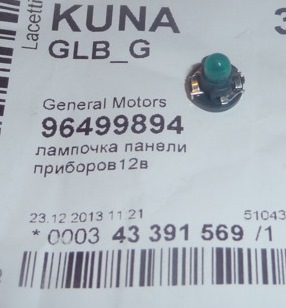 Lacetti
KUNA
GLB_G
General Motors
96499894
лампочка панели
приборов12в
23.12.2013 11:21 51043
* 0003 43 391 569 /1